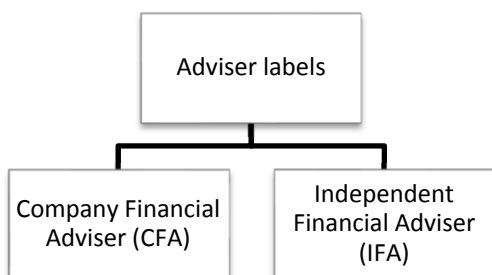 Adviser labels
Company Financial
Adviser (CFA)
Independent
Financial Adviser
(IFA)